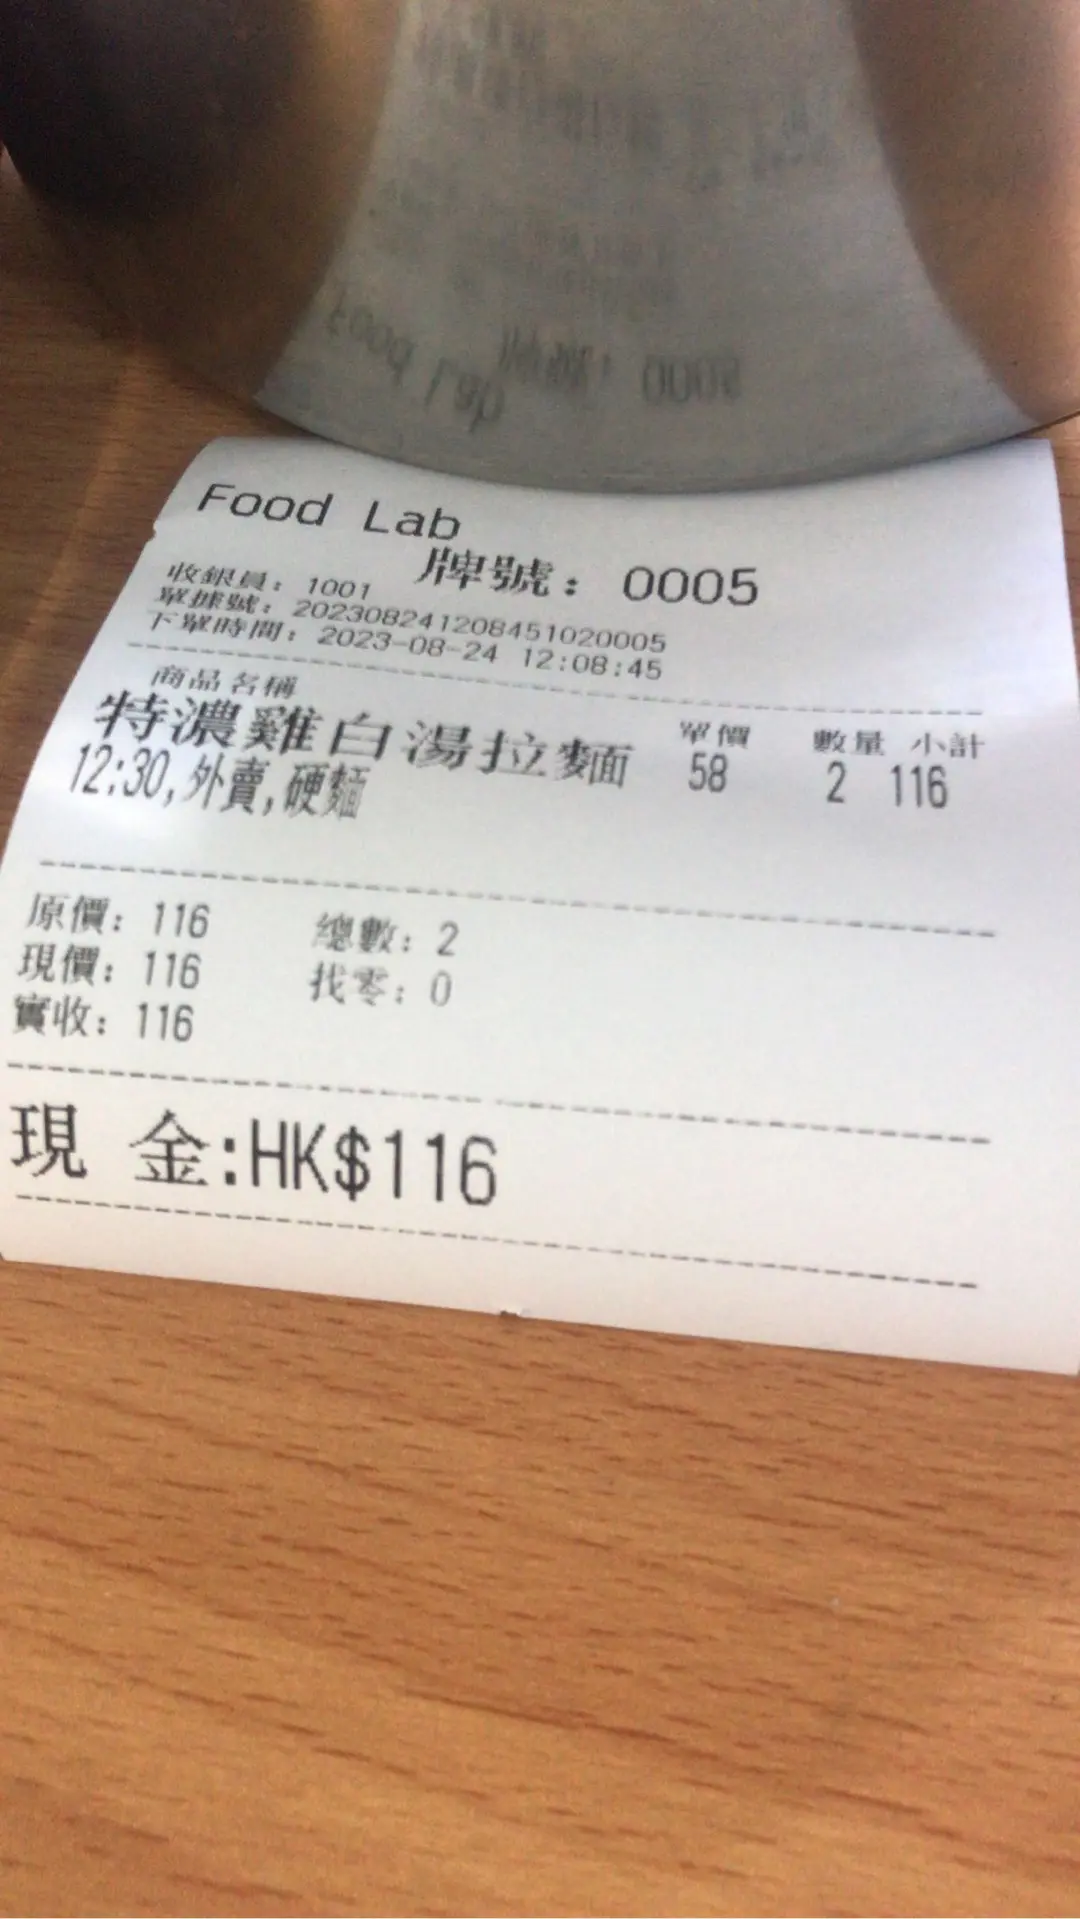 Food Lab
牌號：0005
收銀員：1001
單據號：202308241208451020005
下單時間：2023-08-24 12:08:45
商品名稱 單價 數量 小計
特濃雞白湯拉麵 58 2 116
12:30,外賣,硬麵
原價：116 總數：2
現價：116 找零：0
實收：116
現 金:HK$116